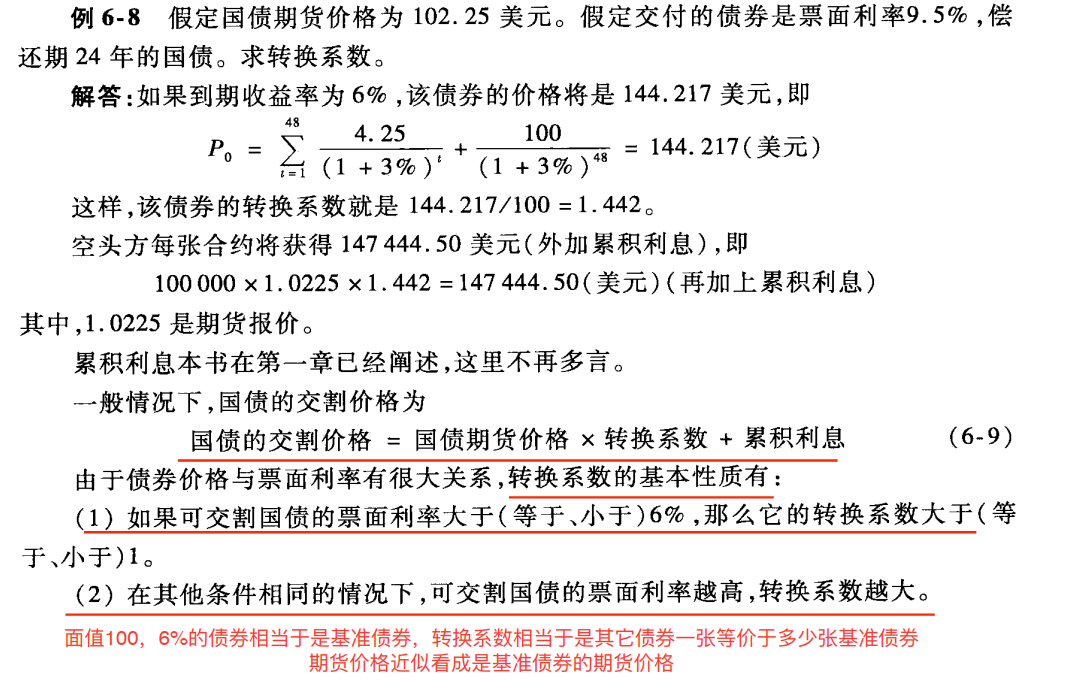 例 6-8 假定国债期货价格为 102.25 美元。假定交付的债券是票面利率9.5%,偿
还期 24 年的国债。求转换系数。
解答:如果到期收益率为 6%,该债券的价格将是 144.217 美元,即
P₀ = ∑_{t=1}^{48} 4.25/(1+3%)^t + 100/(1+3%)^{48} = 144.217(美元)
这样,该债券的转换系数就是 144.217/100 =1.442。
空头方每张合约将获得 147 444.50 美元(外加累积利息),即
100 000 ×1.0225 ×1.442 =147 444.50(美元)(再加上累积利息)
其中,1.0225 是期货报价。
累积利息本书在第一章已经阐述,这里不再多言。
一般情况下,国债的交割价格为
国债的交割价格 = 国债期货价格 × 转换系数 + 累积利息 (6-9)
由于债券价格与票面利率有很大关系,转换系数的基本性质有:
(1) 如果可交割国债的票面利率大于(等于、小于)6%,那么它的转换系数大于(等
于、小于)1。
(2) 在其他条件相同的情况下,可交割国债的票面利率越高,转换系数越大。
面值100，6%的债券相当于是基准债券，转换系数相当于是其它债券一张等价于多少张基准债券
期货价格近似看成是基准债券的期货价格